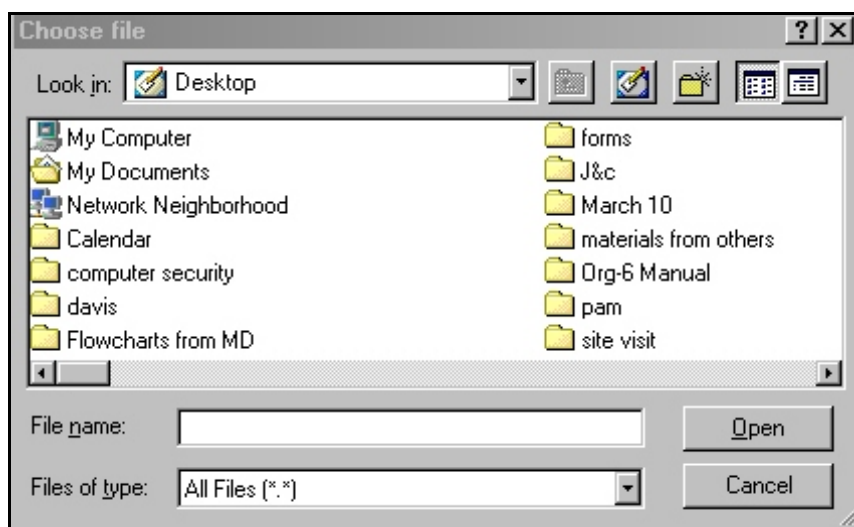 Choose file
Look in: Desktop
My Computer
My Documents
Network Neighborhood
Calendar
computer security
davis
Flowcharts from MD
forms
J&c
March 10
materials from others
Org-6 Manual
pam
site visit
File name:
Open
Files of type: All Files (*.*)
Cancel